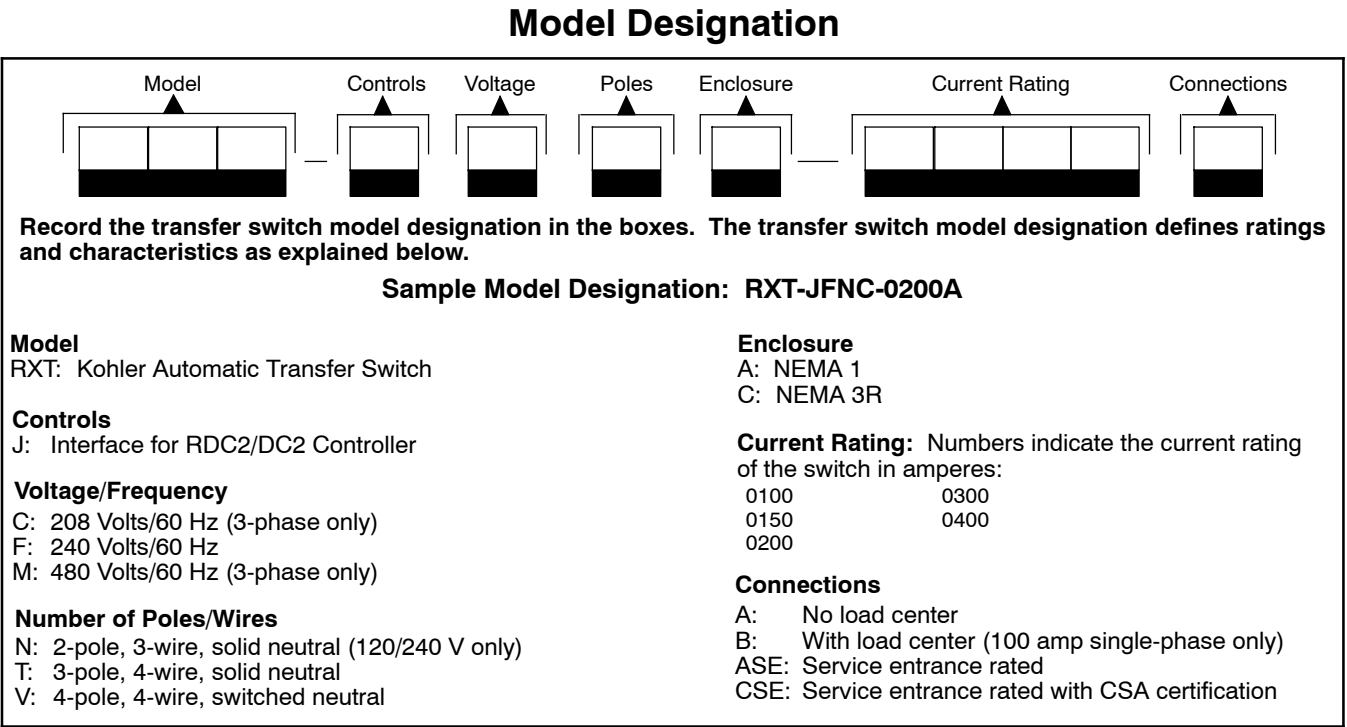 Model Designation
Model Controls Voltage Poles Enclosure Current Rating Connections
Record the transfer switch model designation in the boxes. The transfer switch model designation defines ratings
and characteristics as explained below.
Sample Model Designation: RXT-JFNC-0200A
Model
RXT: Kohler Automatic Transfer Switch
Controls
J: Interface for RDC2/DC2 Controller
Voltage/Frequency
C: 208 Volts/60 Hz (3-phase only)
F: 240 Volts/60 Hz
M: 480 Volts/60 Hz (3-phase only)
Number of Poles/Wires
N: 2-pole, 3-wire, solid neutral (120/240 V only)
T: 3-pole, 4-wire, solid neutral
V: 4-pole, 4-wire, switched neutral
Enclosure
A: NEMA 1
C: NEMA 3R
Current Rating: Numbers indicate the current rating
of the switch in amperes:
0100 0300
0150 0400
0200
Connections
A: No load center
B: With load center (100 amp single-phase only)
ASE: Service entrance rated
CSE: Service entrance rated with CSA certification